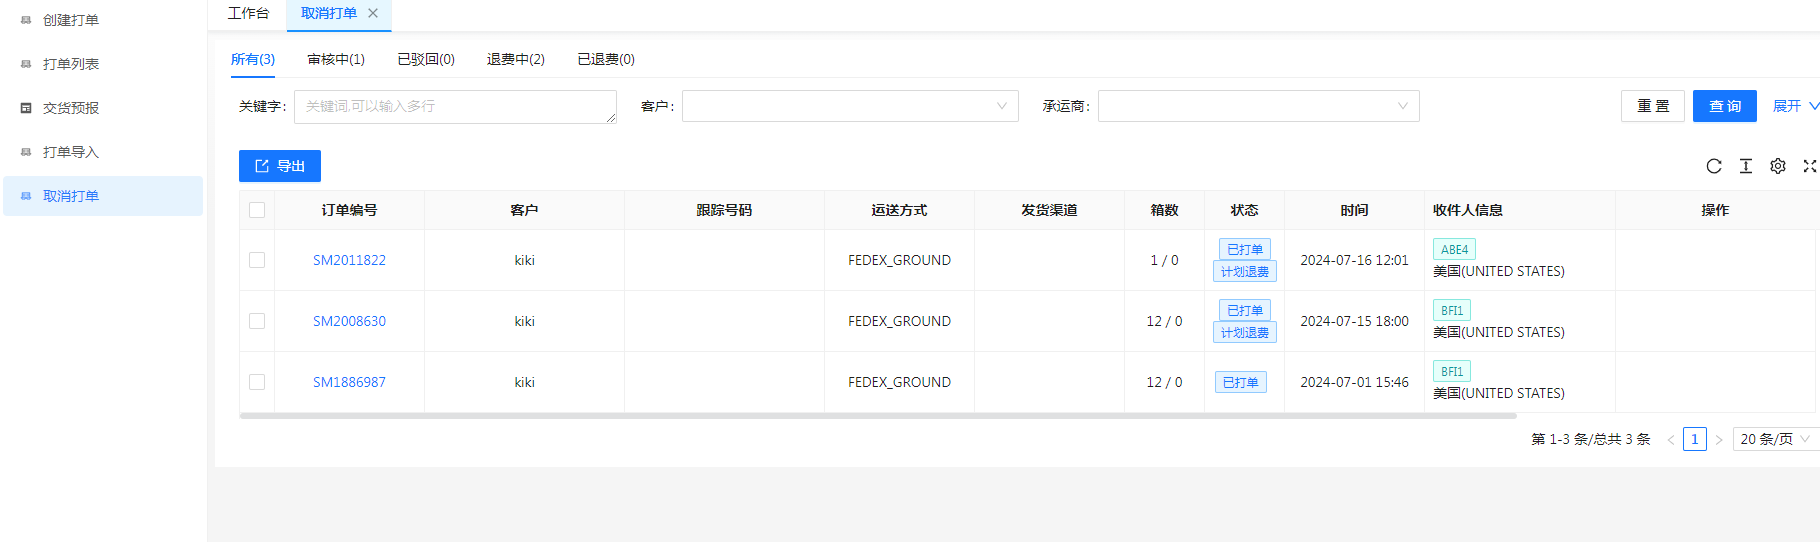 创建打单
打单列表
交货预报
打单导入
取消打单
工作台 取消打单
所有(3) 审核中(1) 已驳回(0) 退费中(2) 已退费(0)
关键字: 关键词,可以输入多行 客户: 承运商: 重 置 查 询 展开
导出
订单编号 客户 跟踪号码 运送方式 发货渠道 箱数 状态 时间 收件人信息 操作
SM2011822 kiki FEDEX_GROUND 1 / 0 已打单 计划退费 2024-07-16 12:01 ABE4 美国(UNITED STATES)
SM2008630 kiki FEDEX_GROUND 12 / 0 已打单 计划退费 2024-07-15 18:00 BFI1 美国(UNITED STATES)
SM1886987 kiki FEDEX_GROUND 12 / 0 已打单 2024-07-01 15:46 BFI1 美国(UNITED STATES)
第 1-3 条/总共 3 条 < 1 > 20 条/页